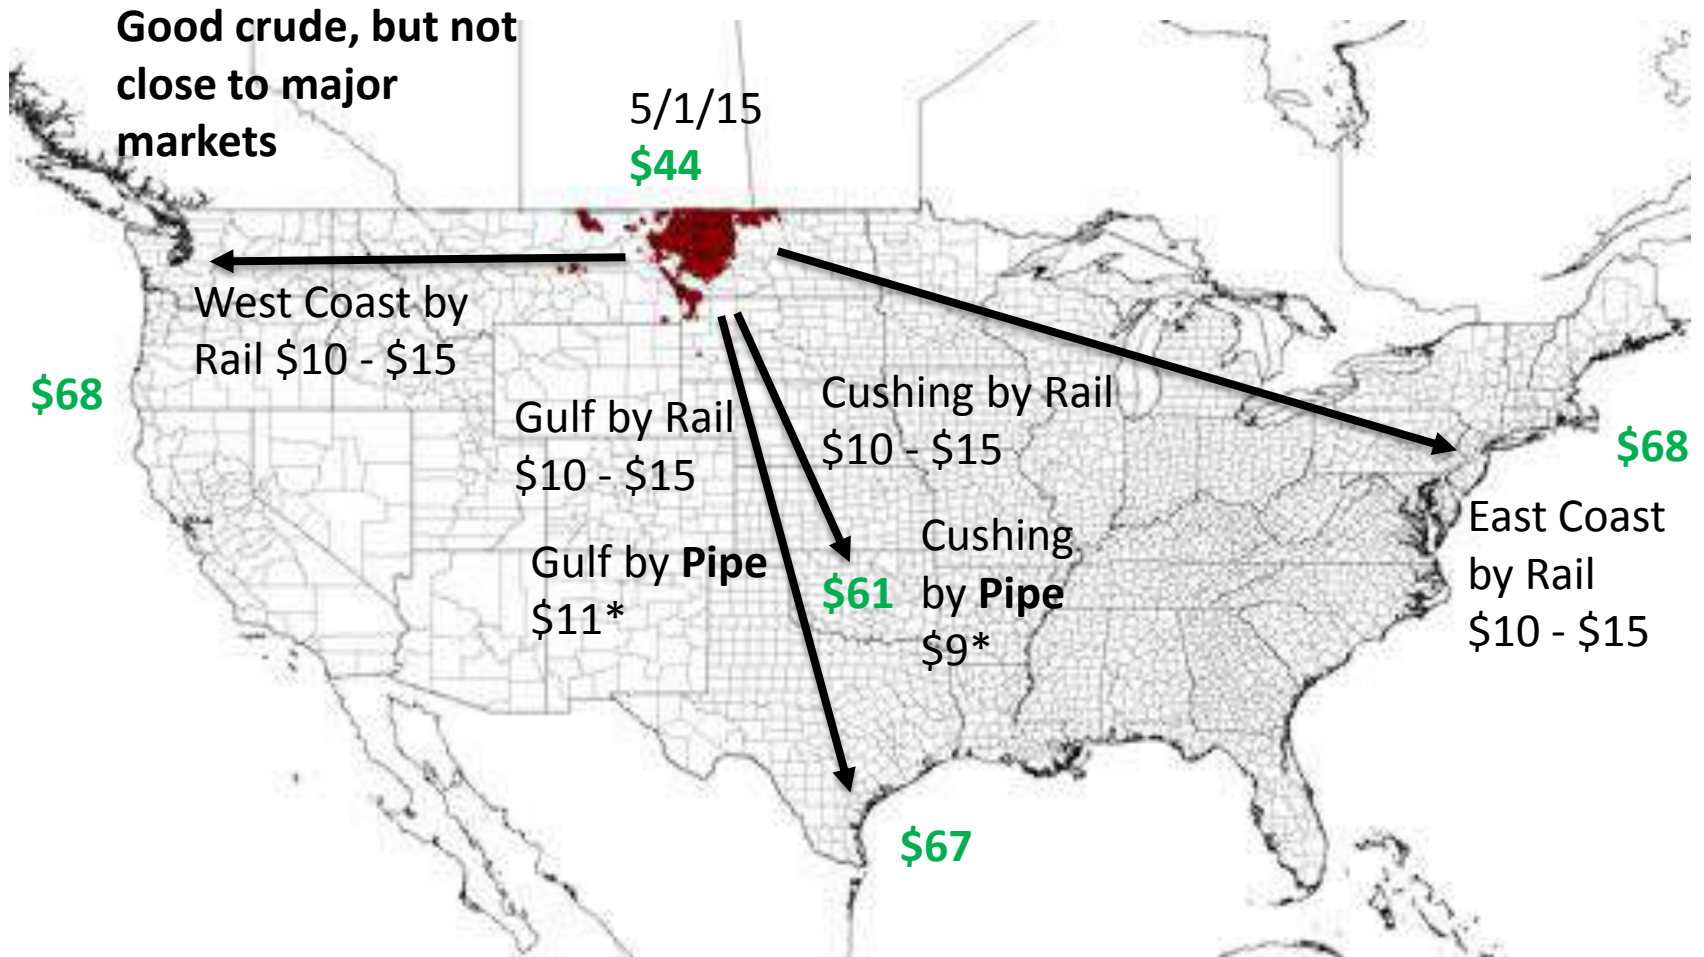 Good crude, but not
close to major
markets
5/1/15
$44
West Coast by
Rail $10 - $15
$68
Gulf by Rail
$10 - $15
Cushing by Rail
$10 - $15
$68
East Coast
by Rail
$10 - $15
Gulf by Pipe
$11*
$61
Cushing
by Pipe
$9*
$67